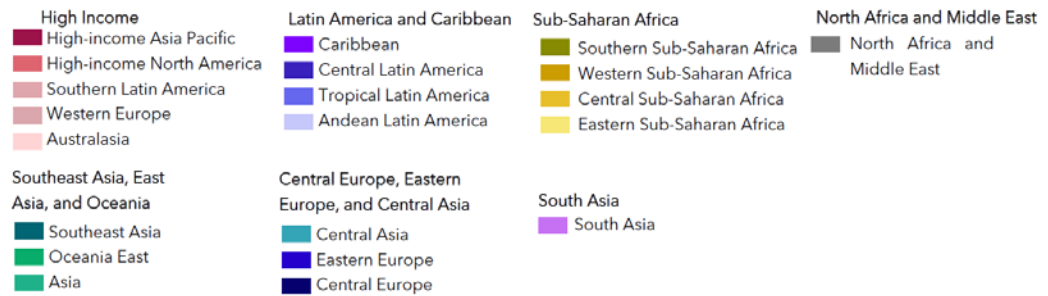 High Income
High-income Asia Pacific
High-income North America
Southern Latin America
Western Europe
Australasia
Latin America and Caribbean
Caribbean
Central Latin America
Tropical Latin America
Andean Latin America
Sub-Saharan Africa
Southern Sub-Saharan Africa
Western Sub-Saharan Africa
Central Sub-Saharan Africa
Eastern Sub-Saharan Africa
North Africa and Middle East
North Africa and
Middle East
Southeast Asia, East
Asia, and Oceania
Southeast Asia
Oceania East
Asia
Central Europe, Eastern
Europe, and Central Asia
Central Asia
Eastern Europe
Central Europe
South Asia
South Asia